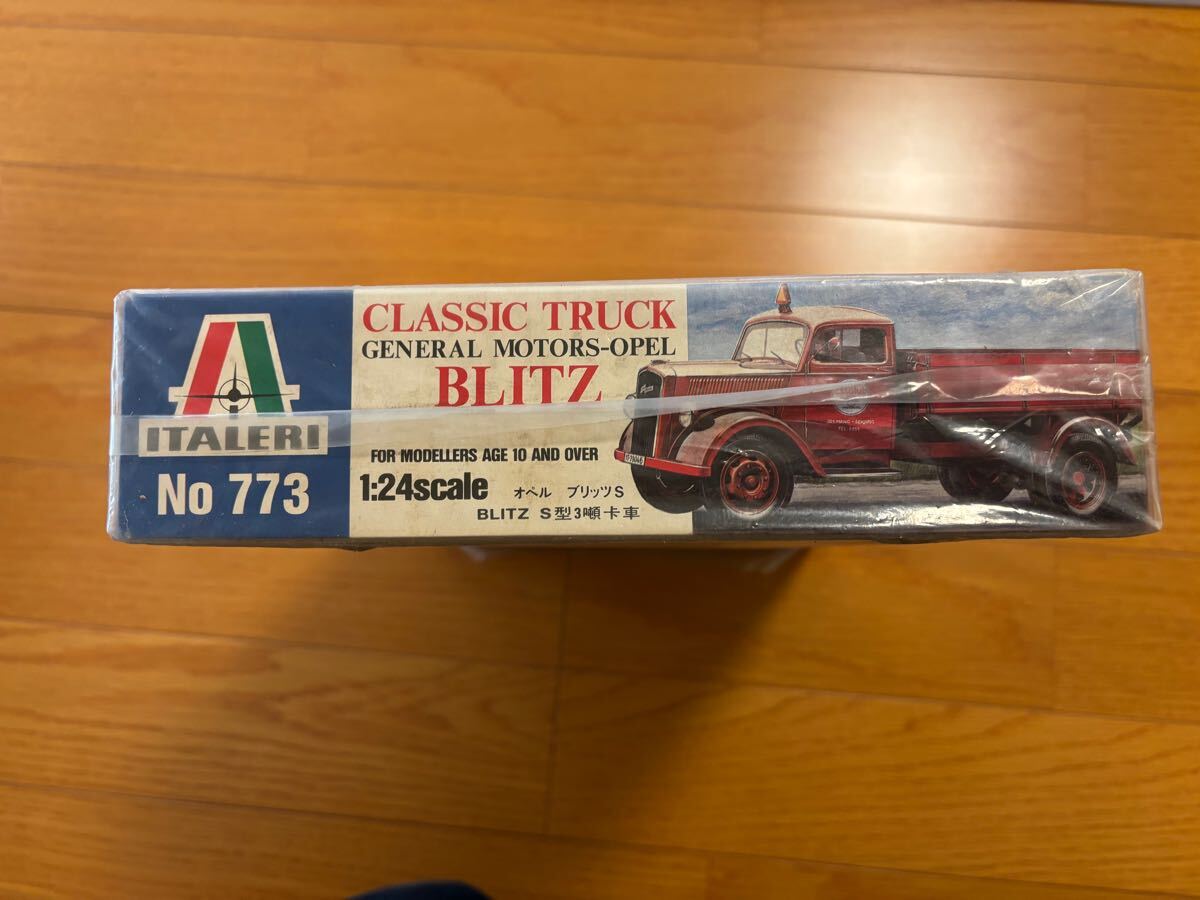 ITALERI
No 773
CLASSIC TRUCK
GENERAL MOTORS-OPEL
BLITZ
FOR MODELLERS AGE 10 AND OVER
1:24scale
オペル ブリッツS
BLITZ S型3噸卡車